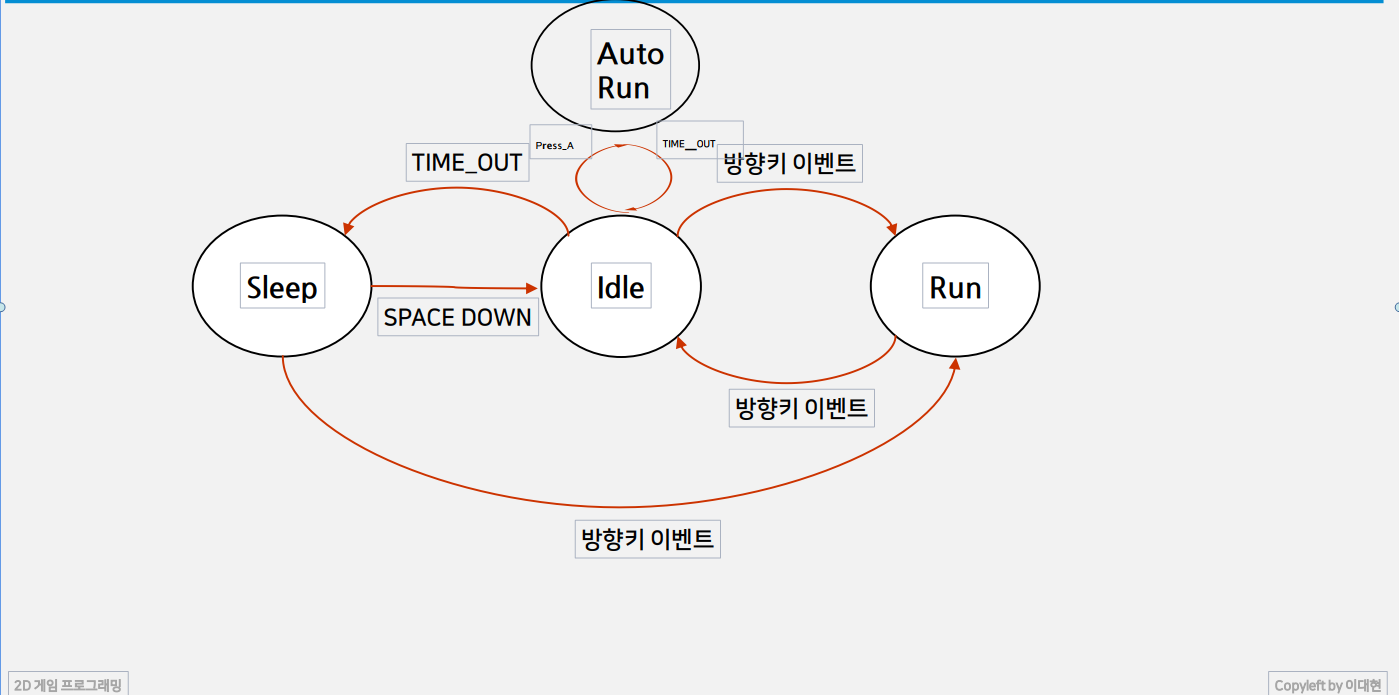 Auto
Run
Press_A
TIME__OUT
TIME_OUT
방향키 이벤트
Sleep
Idle
Run
SPACE DOWN
방향키 이벤트
방향키 이벤트
2D 게임 프로그래밍
Copyleft by 이대현